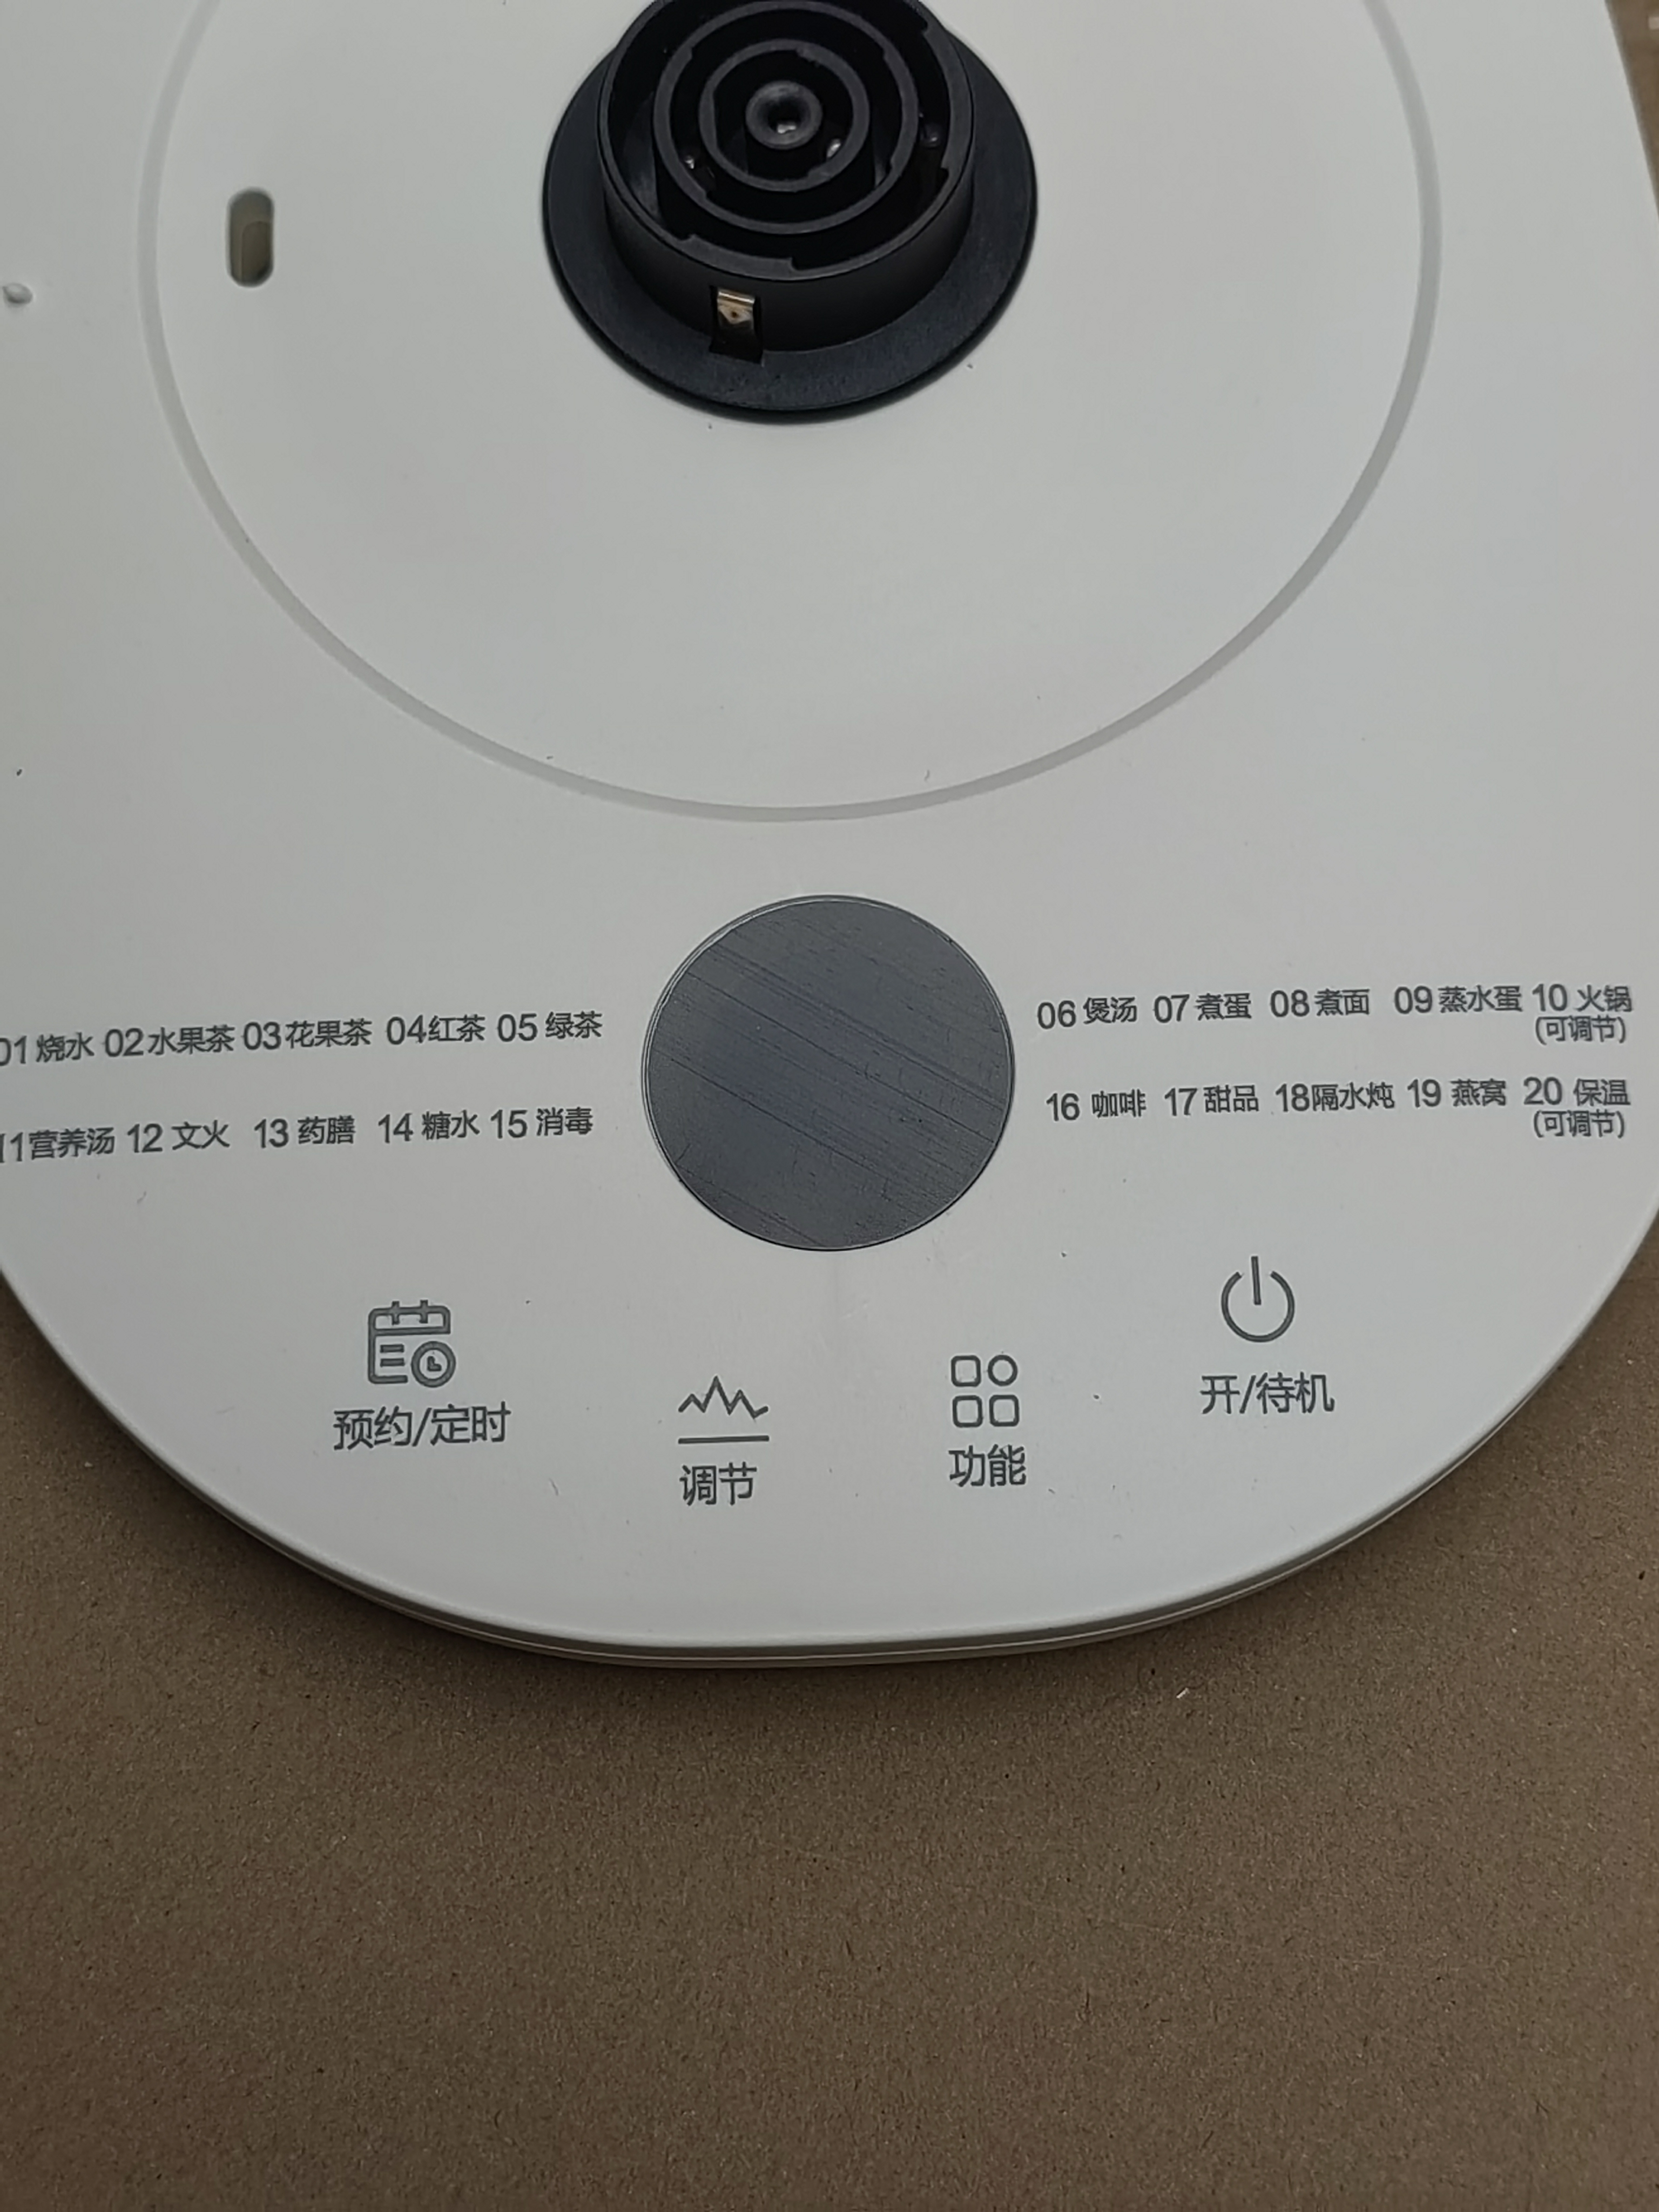 01 烧水 02 水果茶 03 花果茶 04 红茶 05 绿茶
11 营养汤 12 文火 13 药膳 14 糖水 15 消毒
06 煲汤 07 煮蛋 08 煮面 09 蒸水蛋 10 火锅
(可调节)
16 咖啡 17 甜品 18 隔水炖 19 燕窝 20 保温
(可调节)
预约/定时
调节
功能
开/待机